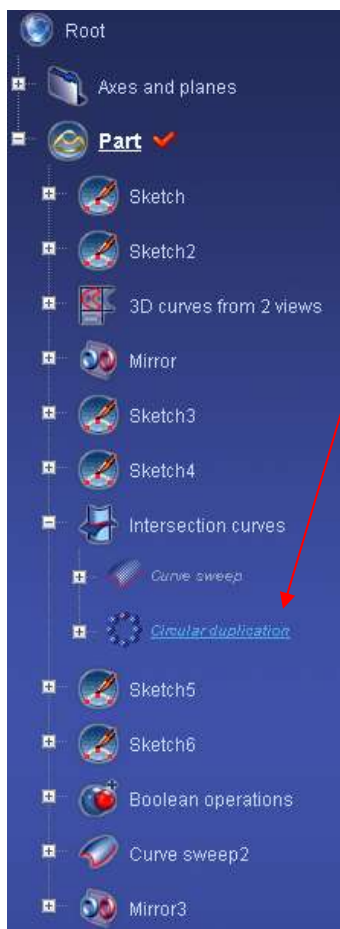 Root
Axes and planes
Part
Sketch
Sketch2
3D curves from 2 views
Mirror
Sketch3
Sketch4
Intersection curves
Curve sweep
Circular duplication
Sketch5
Sketch6
Boolean operations
Curve sweep2
Mirror3